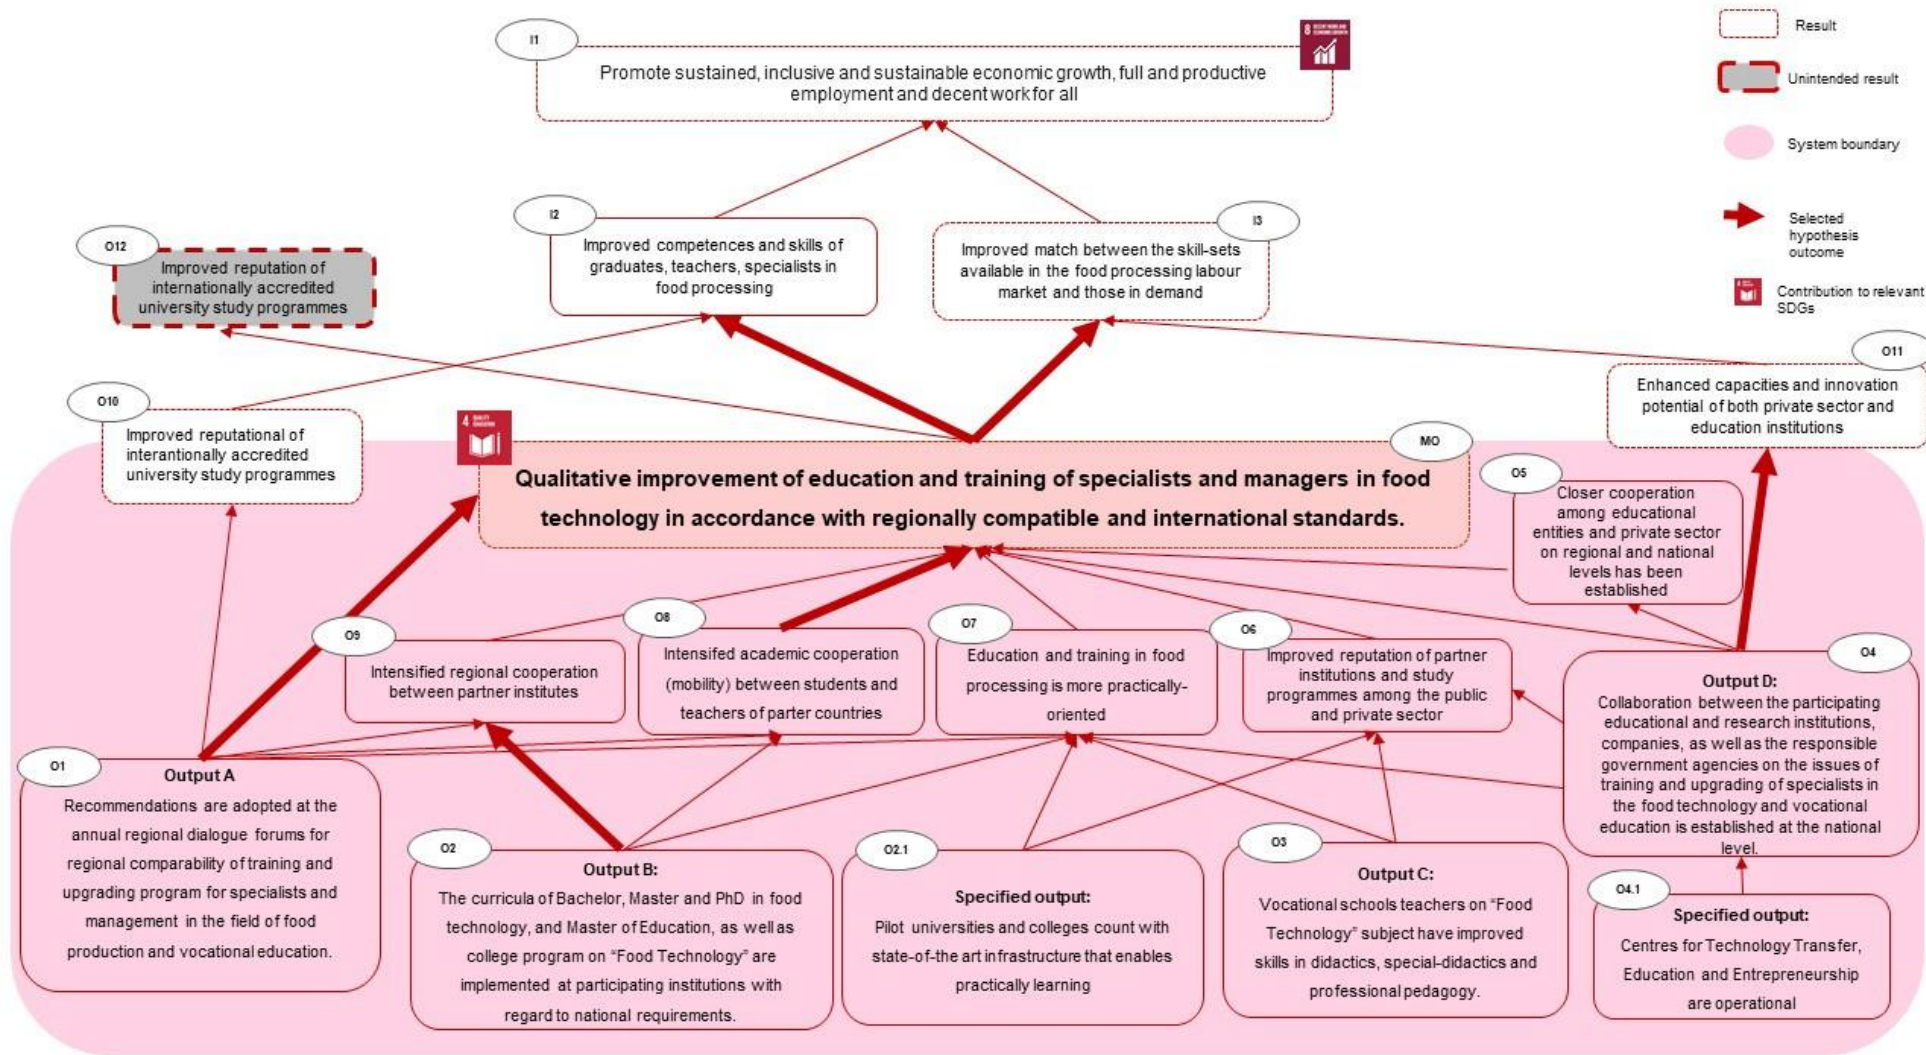 I1
8 DECENT WORK AND
ECONOMIC GROWTH
Promote sustained, inclusive and sustainable economic growth, full and productive
employment and decent work for all
Result
Unintended result
System boundary
Selected
hypothesis
outcome
Contribution to relevant
SDGs
O12
Improved reputation of
internationally accredited
university study programmes
I2
Improved competences and skills of
graduates, teachers, specialists in
food processing
I3
Improved match between the skill-sets
available in the food processing labour
market and those in demand
O11
Enhanced capacities and innovation
potential of both private sector and
education institutions
O10
Improved reputational of
interantionally accredited
university study programmes
4 QUALITY
EDUCATION
MO
Qualitative improvement of education and training of specialists and managers in food
technology in accordance with regionally compatible and international standards.
O5
Closer cooperation
among educational
entities and private sector
on regional and national
levels has been
established
O9
Intensified regional cooperation
between partner institutes
O8
Intensifed academic cooperation
(mobility) between students and
teachers of parter countries
O7
Education and training in food
processing is more practically-
oriented
O6
Improved reputation of partner
institutions and study
programmes among the public
and private sector
O4
Output D:
Collaboration between the participating
educational and research institutions,
companies, as well as the responsible
government agencies on the issues of
training and upgrading of specialists in
the food technology and vocational
education is established at the national
level.
O1
Output A
Recommendations are adopted at the
annual regional dialogue forums for
regional comparability of training and
upgrading program for specialists and
management in the field of food
production and vocational education.
O2
Output B:
The curricula of Bachelor, Master and PhD in food
technology, and Master of Education, as well as
college program on “Food Technology” are
implemented at participating institutions with
regard to national requirements.
O2.1
Specified output:
Pilot universities and colleges count with
state-of-the art infrastructure that enables
practically learning
O3
Output C:
Vocational schools teachers on “Food
Technology” subject have improved
skills in didactics, special-didactics and
professional pedagogy.
O4.1
Specified output:
Centres for Technology Transfer,
Education and Entrepreneurship
are operational